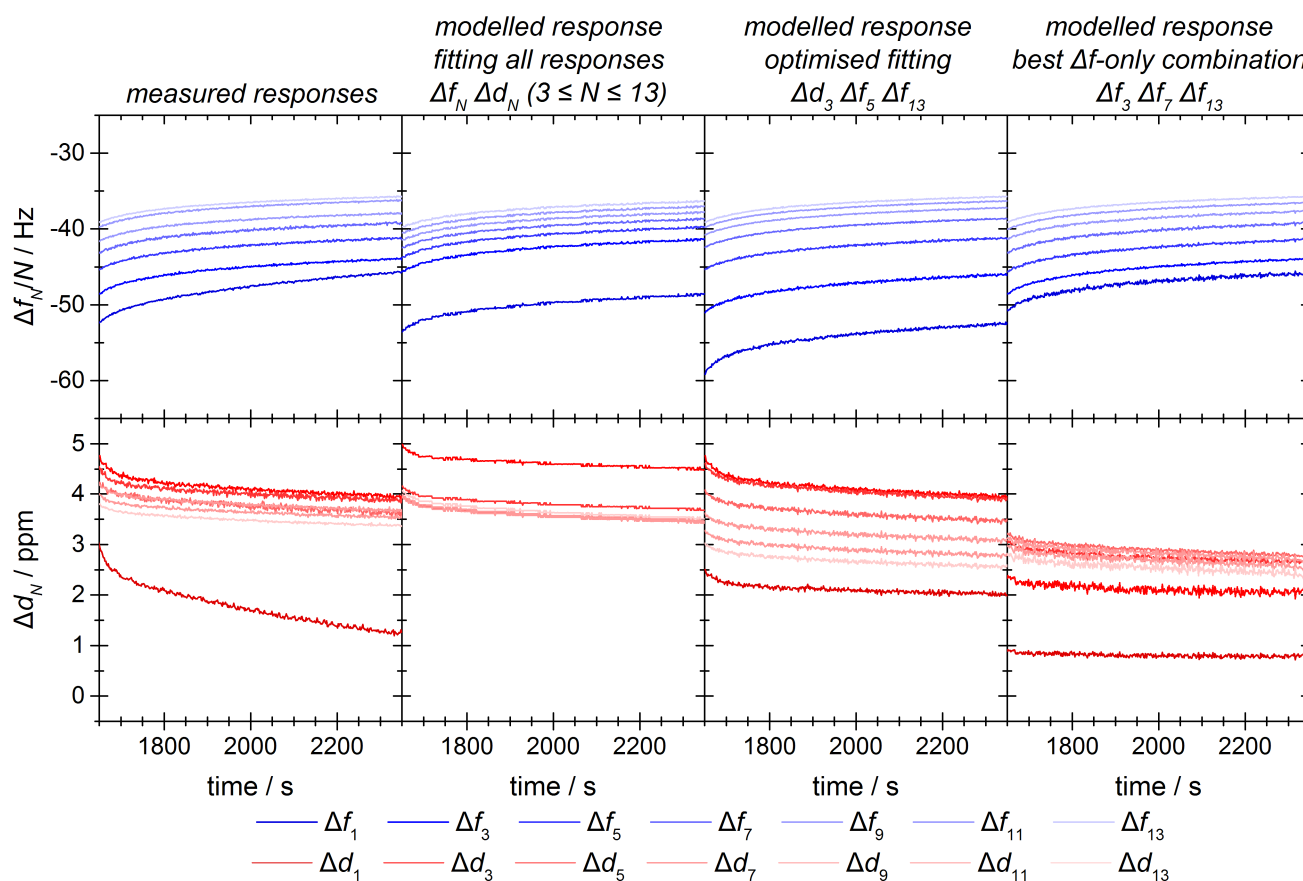 measured responses
modelled response
fitting all responses
Δf_N Δd_N (3 ≤ N ≤ 13)
modelled response
optimised fitting
Δd_3 Δf_5 Δf_13
modelled response
best Δf-only combination
Δf_3 Δf_7 Δf_13
Δf_N/N / Hz
-30
-40
-50
-60
Δd_N / ppm
5
4
3
2
1
0
1800 2000 2200
1800 2000 2200
1800 2000 2200
1800 2000 2200
time / s
time / s
time / s
time / s
Δf_1 Δf_3 Δf_5 Δf_7 Δf_9 Δf_11 Δf_13
Δd_1 Δd_3 Δd_5 Δd_7 Δd_9 Δd_11 Δd_13